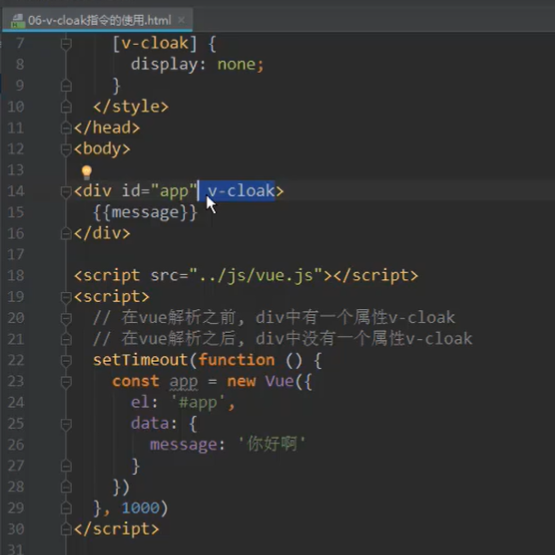 06-v-cloak指令的使用.html ×
7 [v-cloak] {
8 display: none;
9 }
10 </style>
11 </head>
12 <body>
13
14 <div id="app" v-cloak>
15 {{message}}
16 </div>
17
18 <script src="../js/vue.js"></script>
19 <script>
20 // 在vue解析之前, div中有一个属性v-cloak
21 // 在vue解析之后, div中没有一个属性v-cloak
22 setTimeout(function () {
23 const app = new Vue({
24 el: '#app',
25 data: {
26 message: '你好啊'
27 }
28 })
29 }, 1000)
30 </script>
31